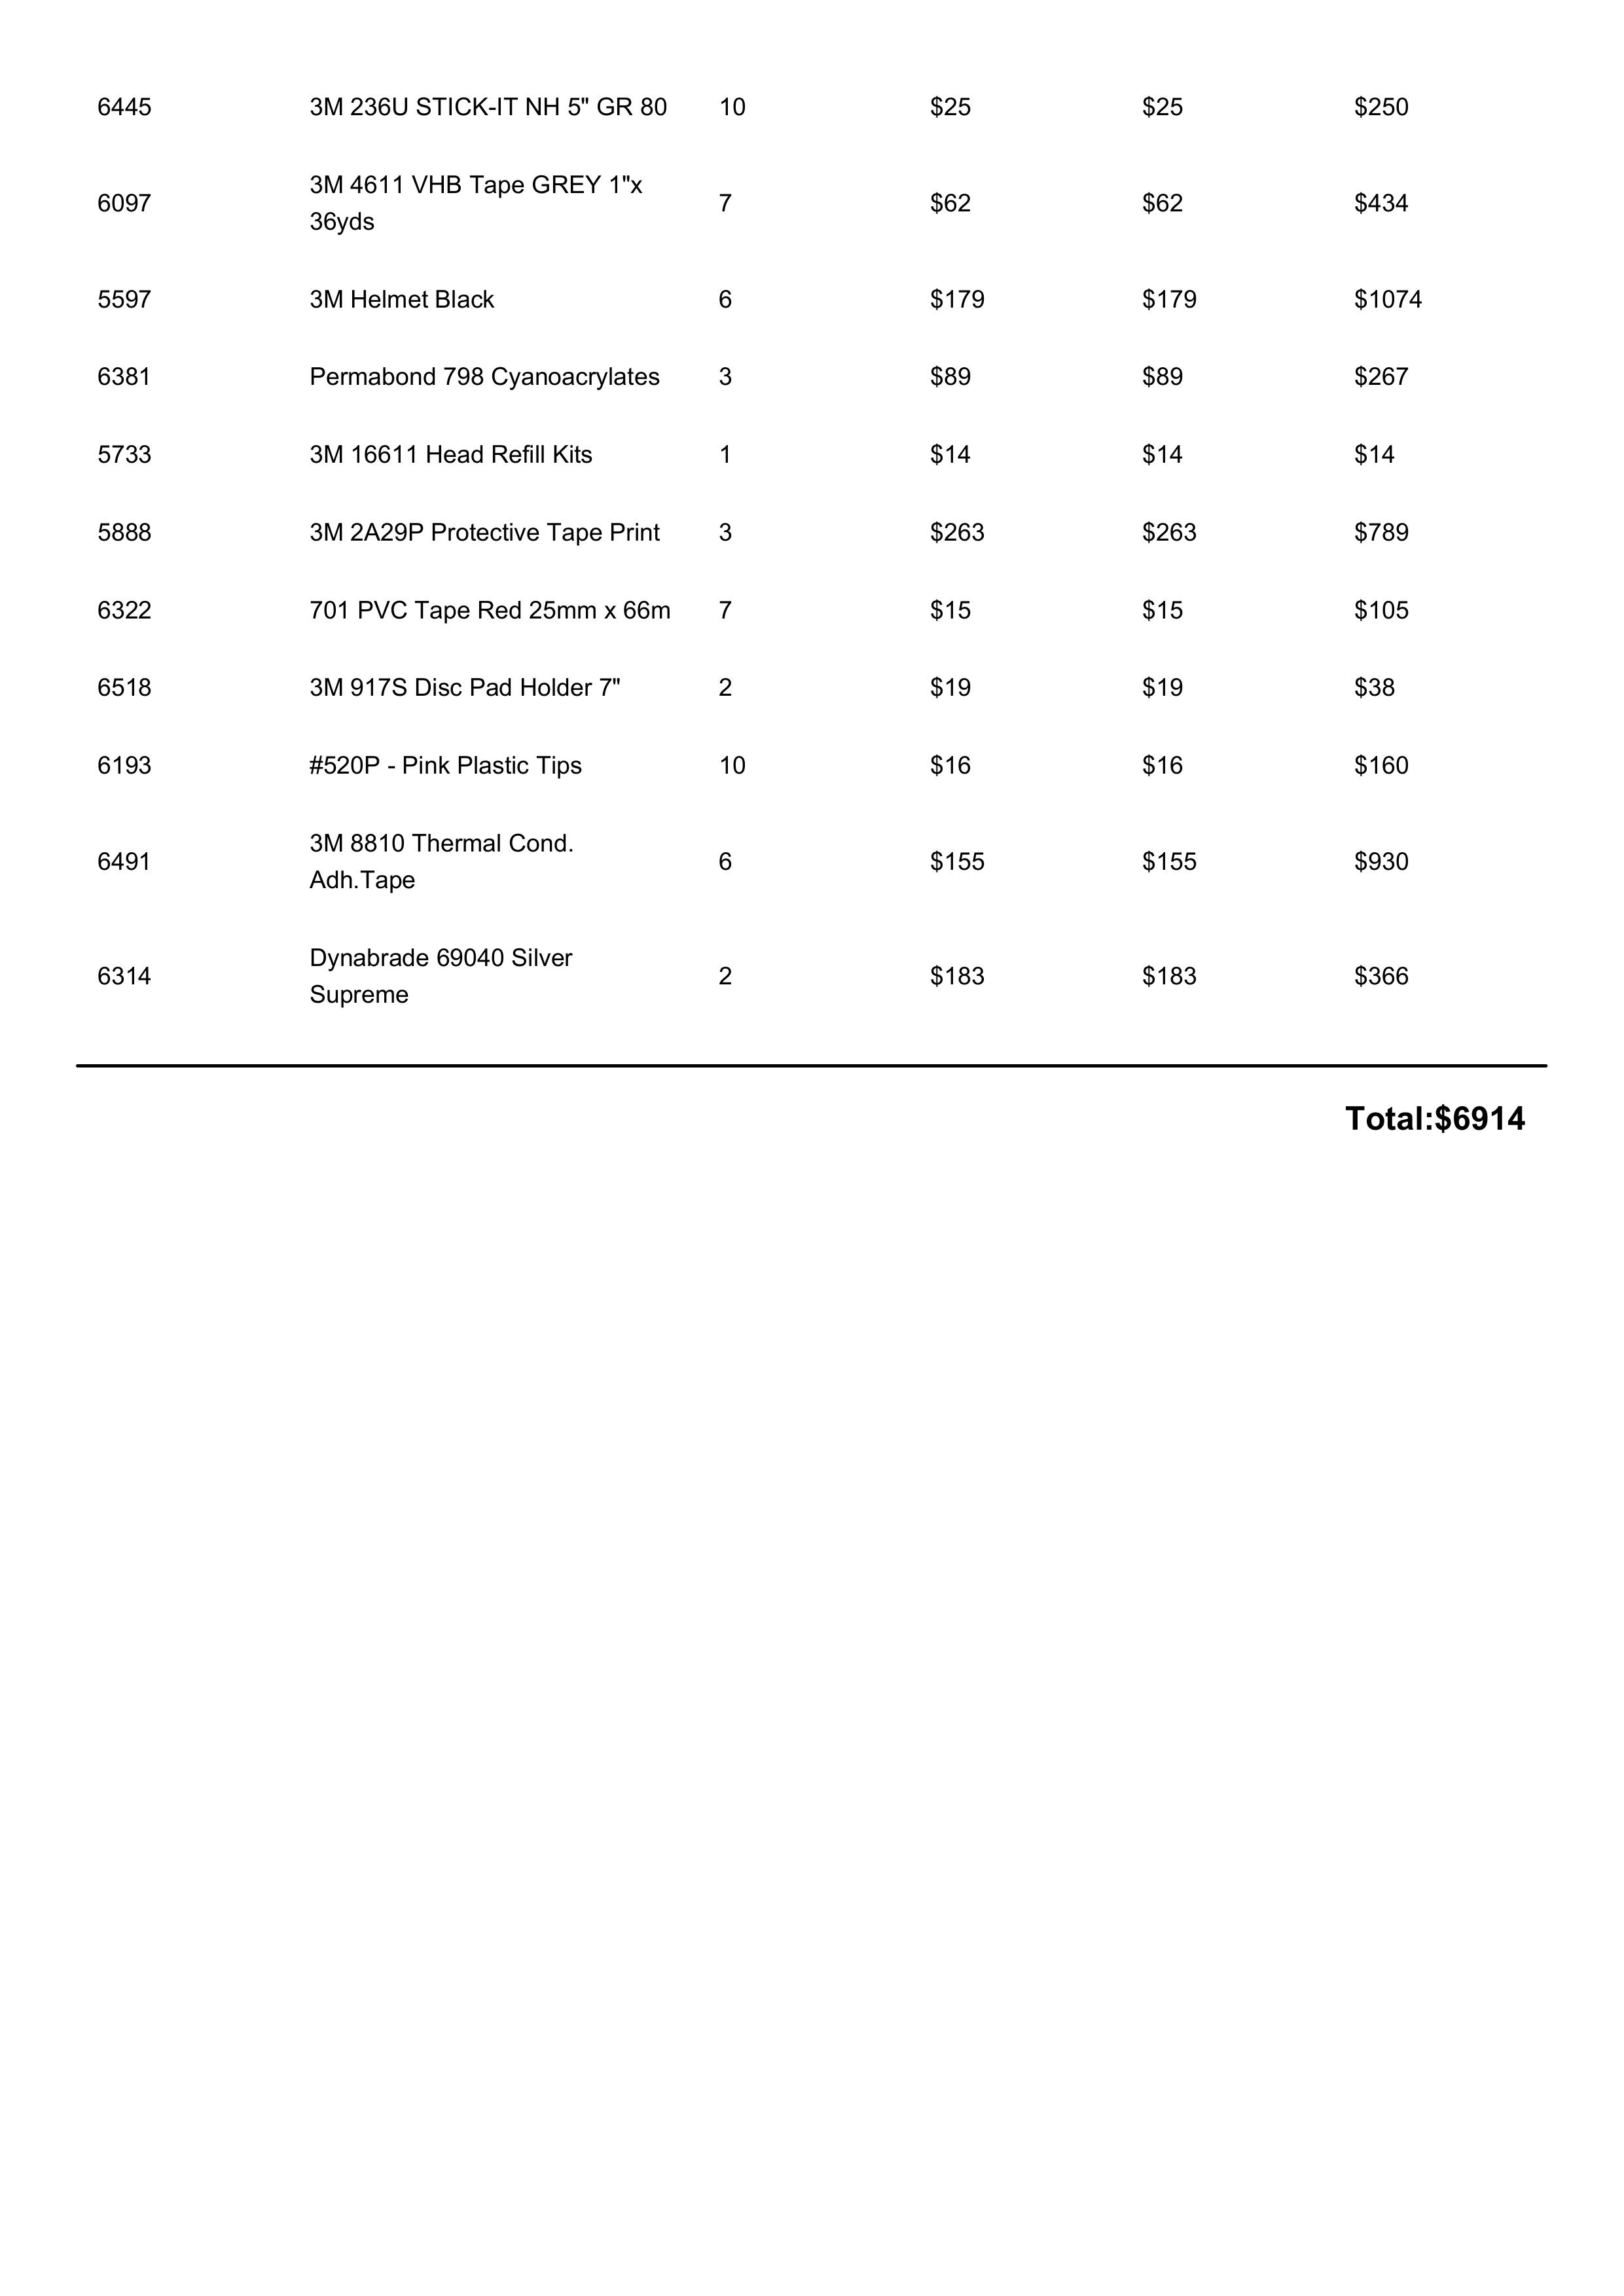 6445 3M 236U STICK-IT NH 5" GR 80 10 $25 $25 $250
3M 4611 VHB Tape GREY 1"x
6097 7 $62 $62 $434
36yds
5597 3M Helmet Black 6 $179 $179 $1074
6381 Permabond 798 Cyanoacrylates 3 $89 $89 $267
5733 3M 16611 Head Refill Kits 1 $14 $14 $14
5888 3M 2A29P Protective Tape Print 3 $263 $263 $789
6322 701 PVC Tape Red 25mm x 66m 7 $15 $15 $105
6518 3M 917S Disc Pad Holder 7" 2 $19 $19 $38
6193 #520P - Pink Plastic Tips 10 $16 $16 $160
3M 8810 Thermal Cond.
6491 6 $155 $155 $930
Adh.Tape
Dynabrade 69040 Silver
6314 2 $183 $183 $366
Supreme
Total:$6914